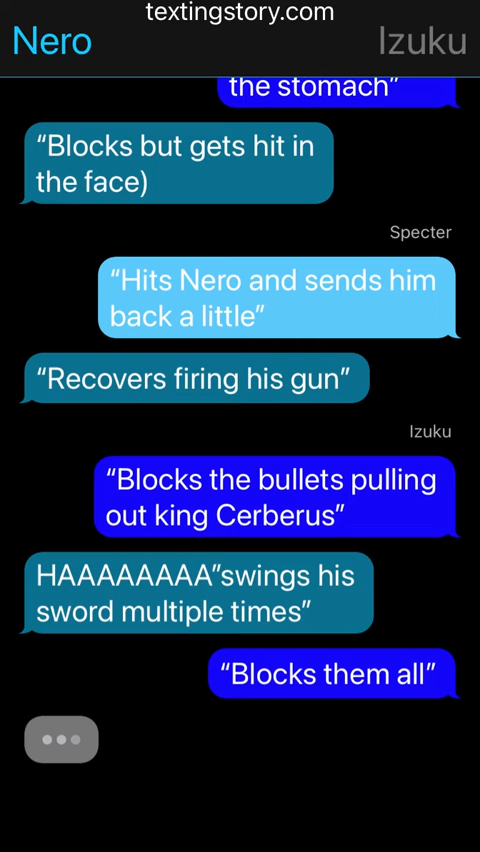 textingstory.com
Nero
Izuku
the stomach”
“Blocks but gets hit in
the face)
Specter
“Hits Nero and sends him
back a little”
“Recovers firing his gun”
Izuku
“Blocks the bullets pulling
out king Cerberus”
HAAAAAAAA”swings his
sword multiple times”
“Blocks them all”